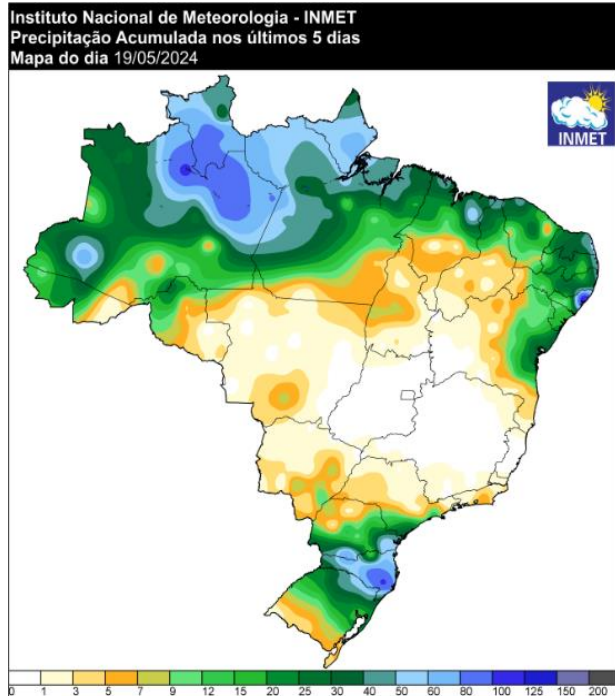 Instituto Nacional de Meteorologia - INMET
Precipitação Acumulada nos últimos 5 dias
Mapa do dia 19/05/2024
INMET
0 1 3 5 7 9 12 15 20 25 30 40 50 60 80 100 125 150 200